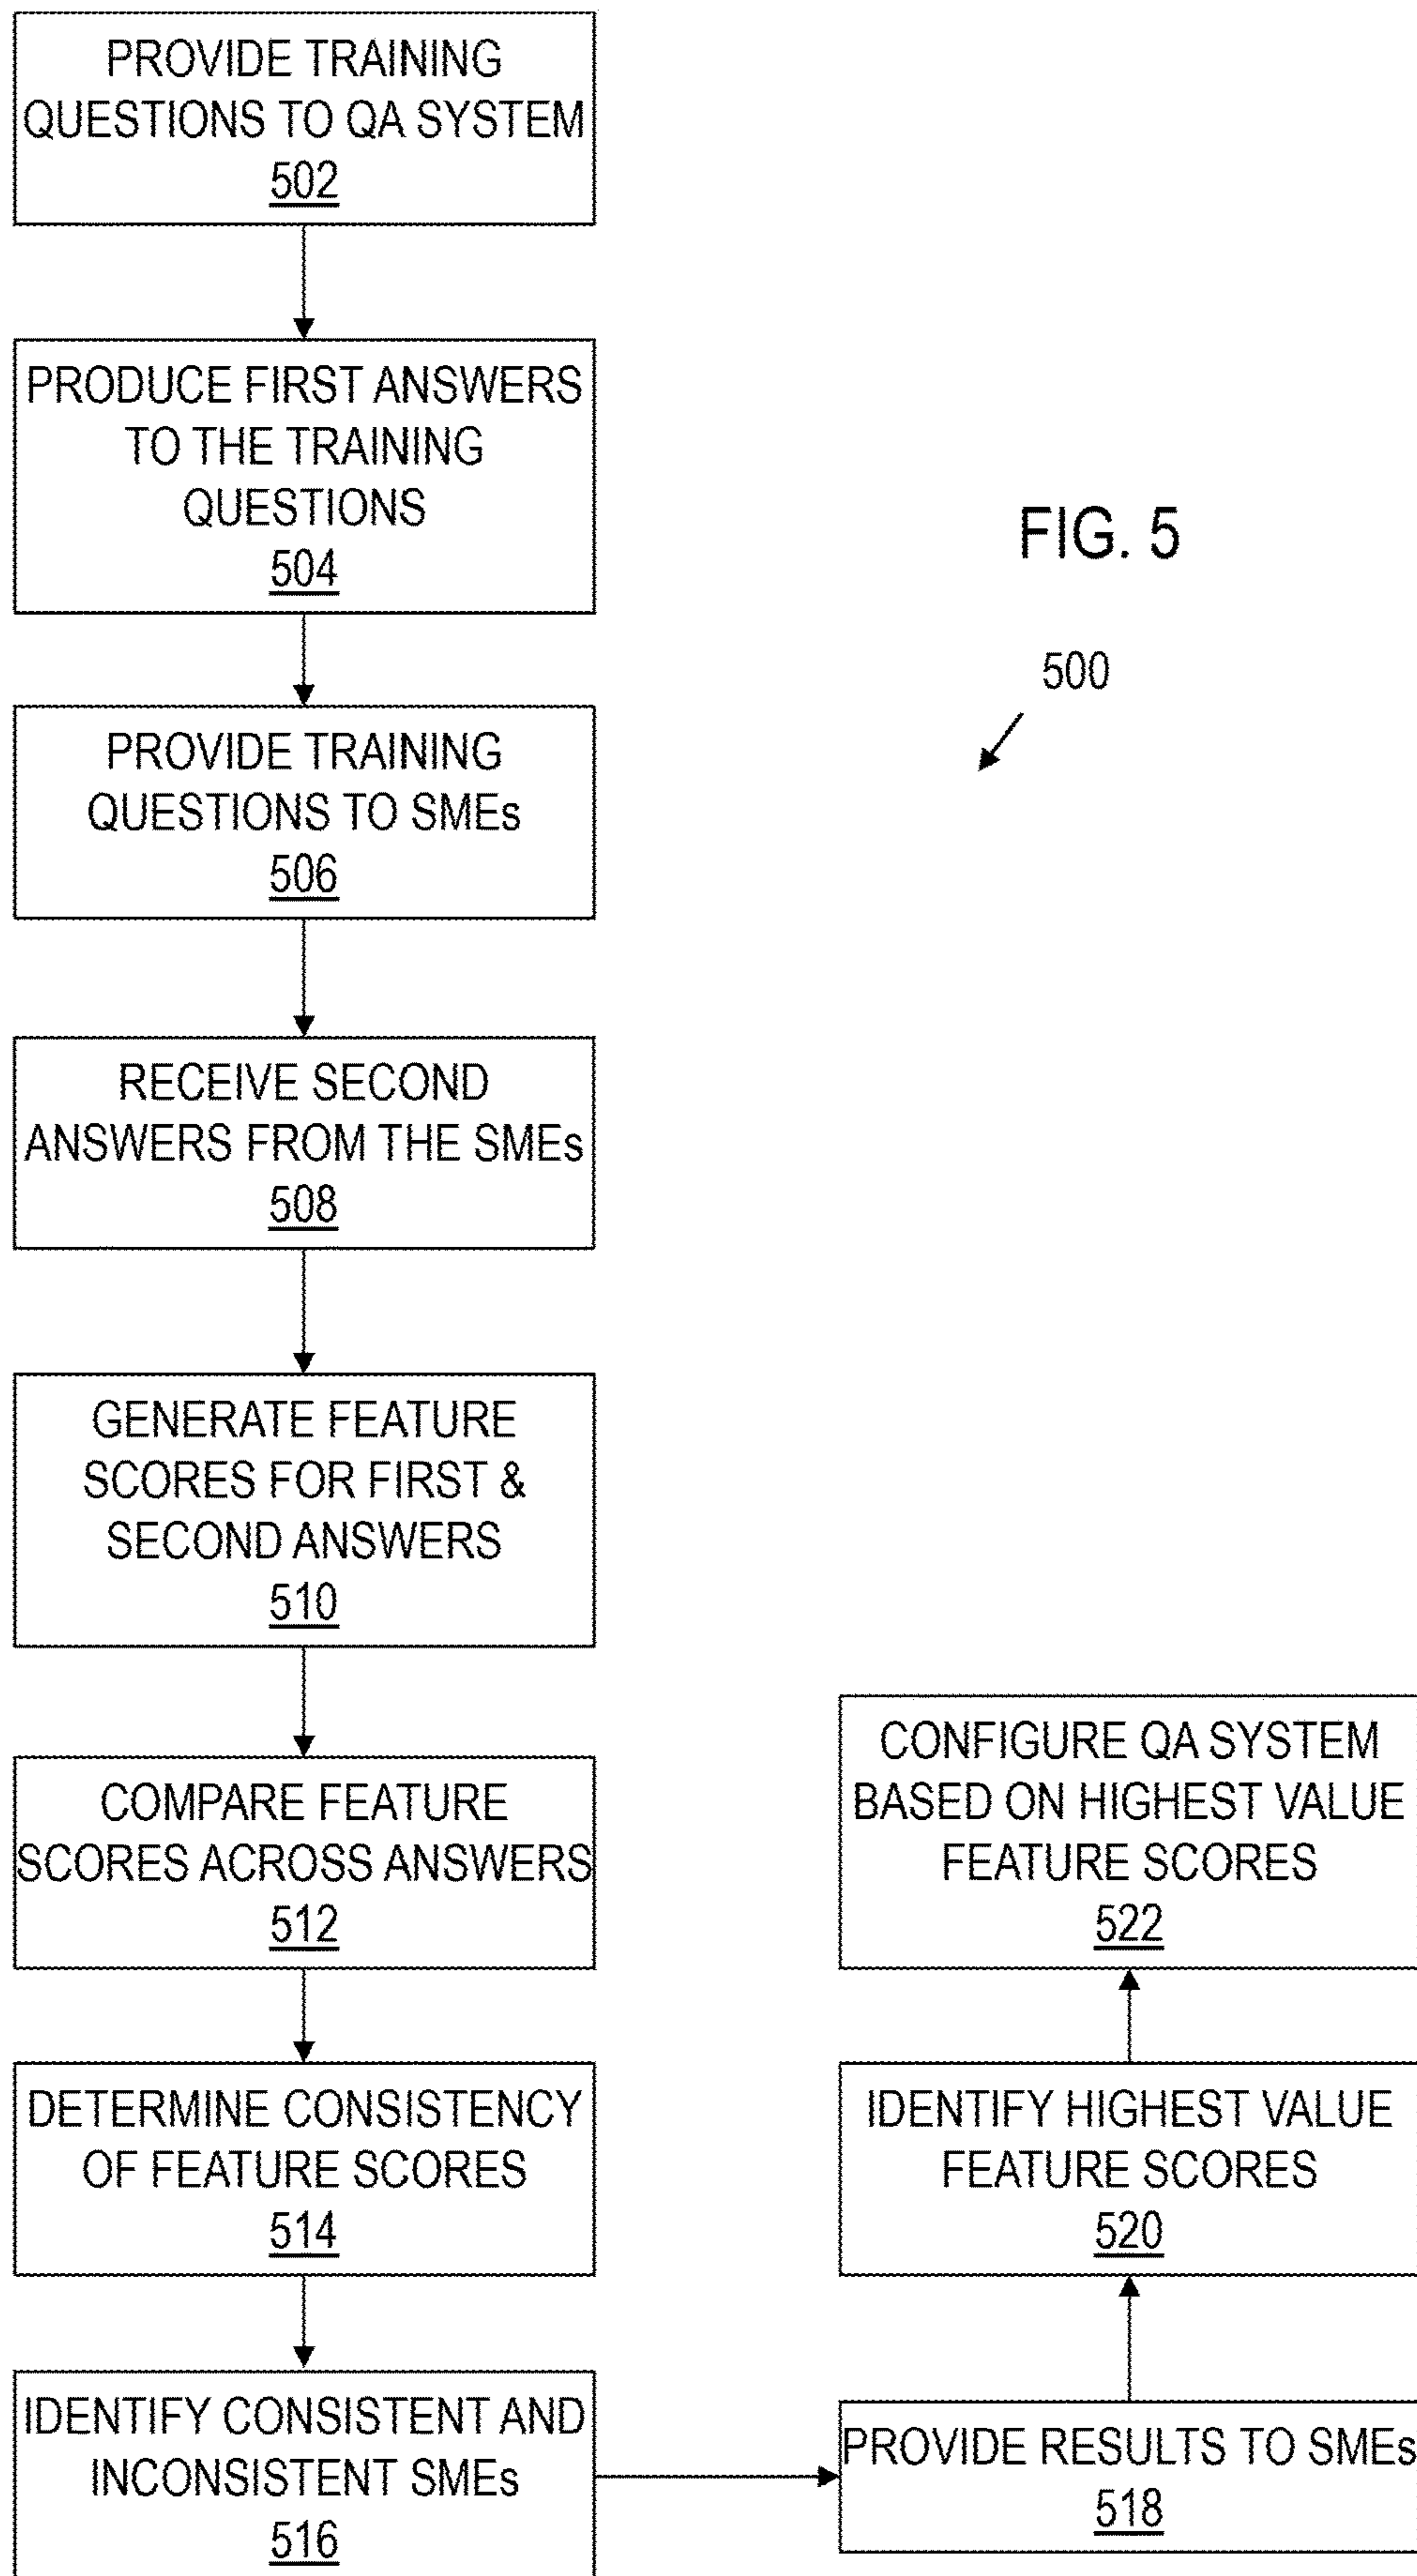 PROVIDE TRAINING
QUESTIONS TO QA SYSTEM
502
PRODUCE FIRST ANSWERS
TO THE TRAINING
QUESTIONS
504
FIG. 5
500
PROVIDE TRAINING
QUESTIONS TO SMEs
506
RECEIVE SECOND
ANSWERS FROM THE SMEs
508
GENERATE FEATURE
SCORES FOR FIRST &
SECOND ANSWERS
510
COMPARE FEATURE
SCORES ACROSS ANSWERS
512
DETERMINE CONSISTENCY
OF FEATURE SCORES
514
IDENTIFY CONSISTENT AND
INCONSISTENT SMEs
516
PROVIDE RESULTS TO SMEs
518
IDENTIFY HIGHEST VALUE
FEATURE SCORES
520
CONFIGURE QA SYSTEM
BASED ON HIGHEST VALUE
FEATURE SCORES
522